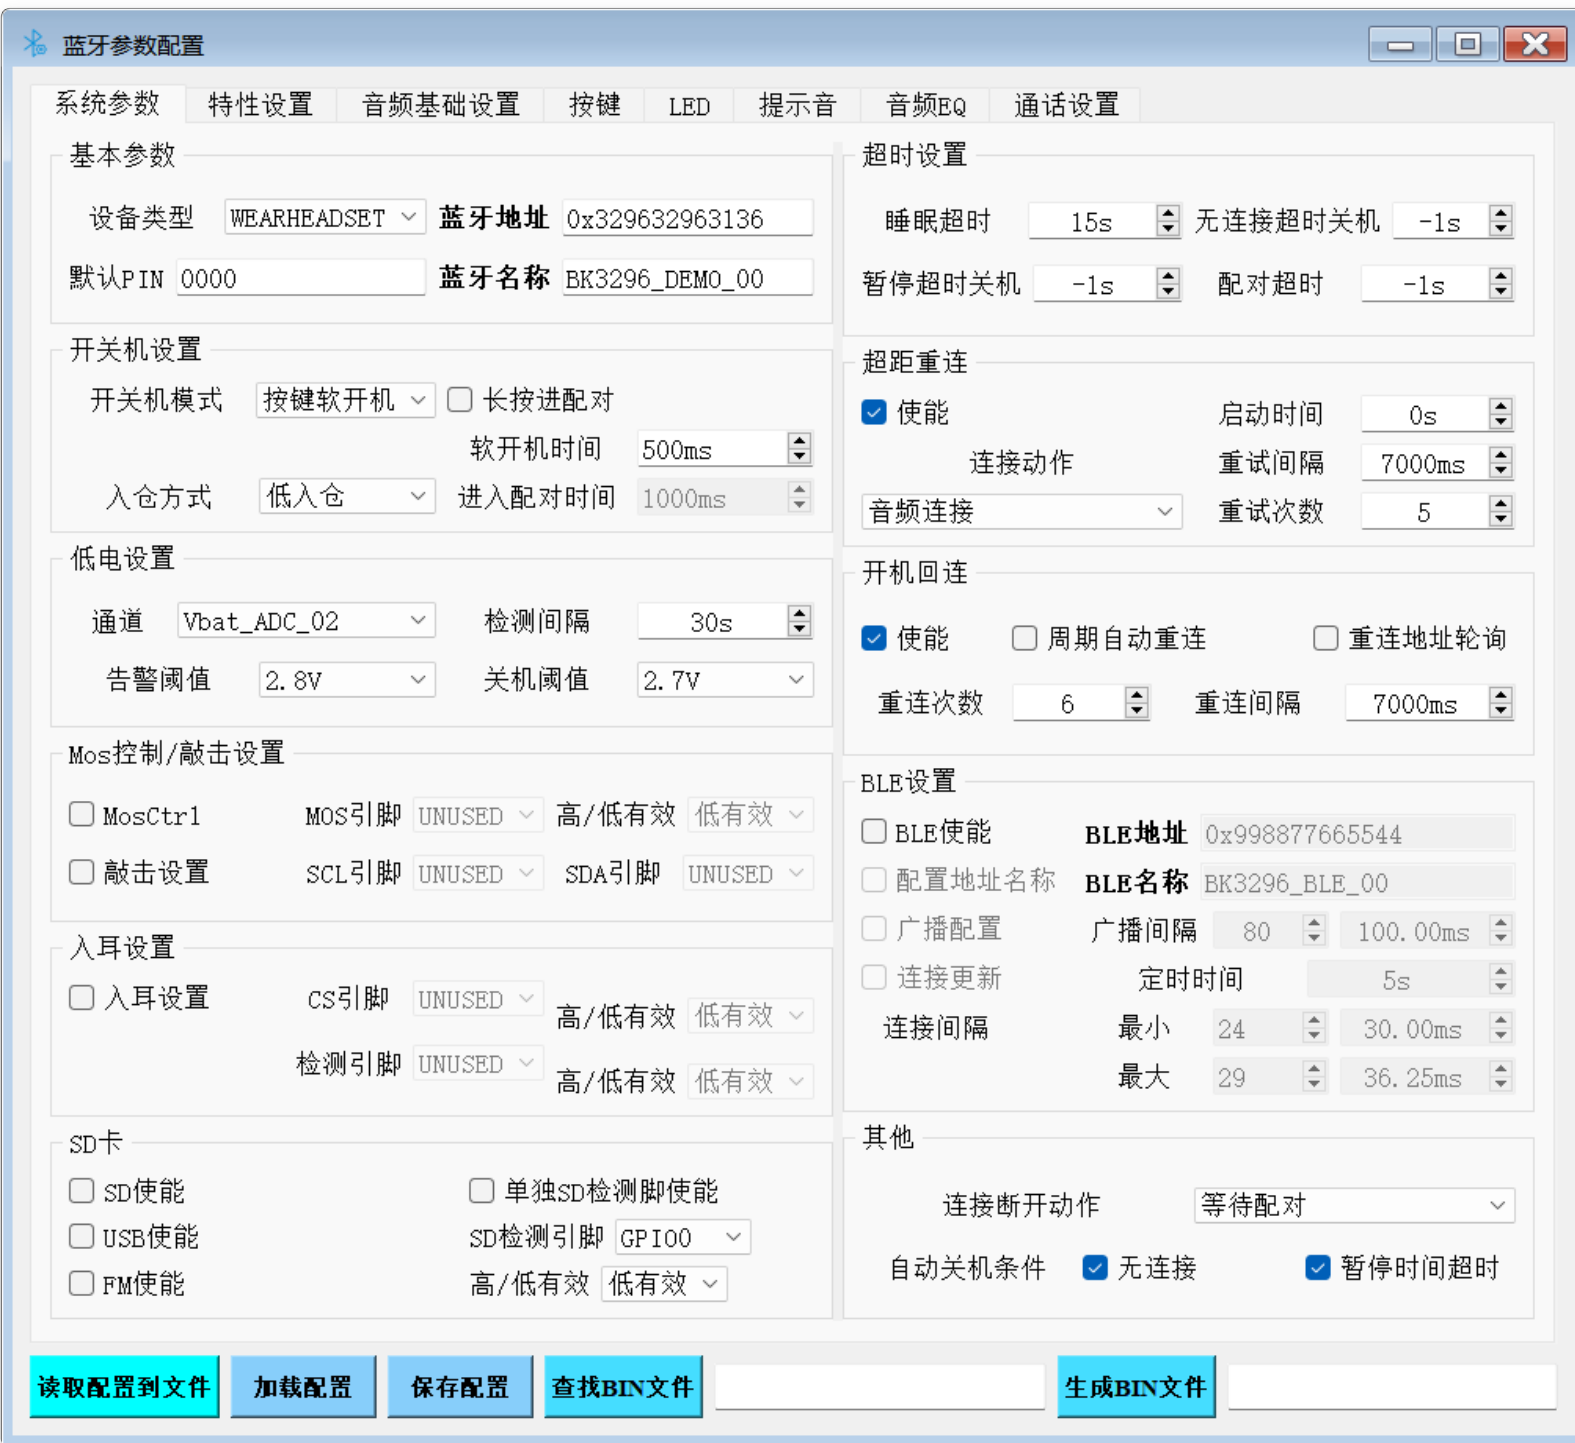 蓝牙参数配置
系统参数 特性设置 音频基础设置 按键 LED 提示音 音频EQ 通话设置
基本参数
设备类型 WEARHEADSET 蓝牙地址 0x329632963136
默认PIN 0000 蓝牙名称 BK3296_DEMO_00
开关机设置
开关机模式 按键软开机 长按进配对
软开机时间 500ms
入仓方式 低入仓 进入配对时间 1000ms
低电设置
通道 Vbat_ADC_02 检测间隔 30s
告警阈值 2.8V 关机阈值 2.7V
Mos控制/敲击设置
MosCtrl MOS引脚 UNUSED 高/低有效 低有效
敲击设置 SCL引脚 UNUSED SDA引脚 UNUSED
入耳设置
入耳设置 CS引脚 UNUSED 高/低有效 低有效
检测引脚 UNUSED 高/低有效 低有效
SD卡
SD使能 单独SD检测脚使能
USB使能 SD检测引脚 GPIO0
FM使能 高/低有效 低有效
超时设置
睡眠超时 15s 无连接超时关机 -1s
暂停超时关机 -1s 配对超时 -1s
超距重连
使能 启动时间 0s
连接动作 重试间隔 7000ms
音频连接 重试次数 5
开机回连
使能 周期自动重连 重连地址轮询
重连次数 6 重连间隔 7000ms
BLE设置
BLE使能 BLE地址 0x998877665544
配置地址名称 BLE名称 BK3296_BLE_00
广播配置 广播间隔 80 100.00ms
连接更新 定时时间 5s
连接间隔 最小 24 30.00ms
最大 29 36.25ms
其他
连接断开动作 等待配对
自动关机条件 无连接 暂停时间超时
读取配置到文件 加载配置 保存配置 查找BIN文件 生成BIN文件